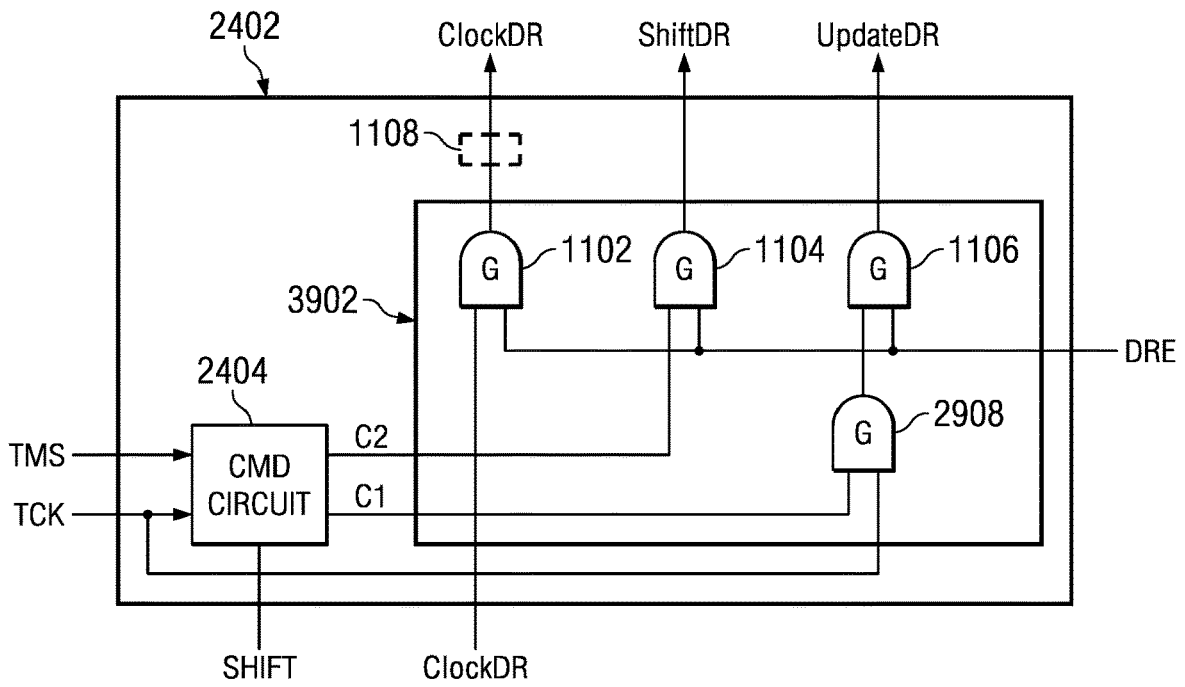 2402
ClockDR
ShiftDR
UpdateDR
1108
G
1102
G
1104
G
1106
3902
DRE
2404
G
2908
TMS
C2
CMD
CIRCUIT
TCK
C1
SHIFT
ClockDR